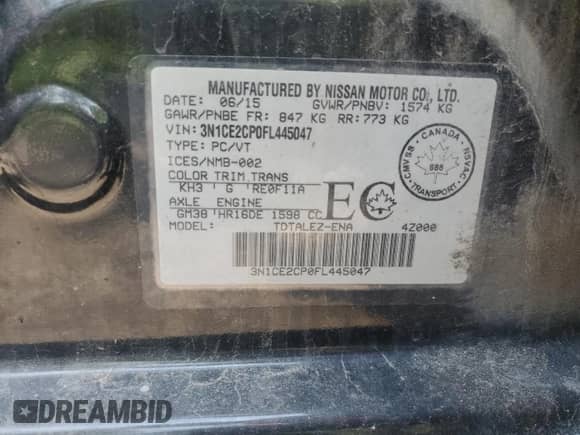 MANUFACTURED BY NISSAN MOTOR CO., LTD.
DATE: 06/15 GVWR/PNBV: 1574 KG
GAWR/PNBE FR: 847 KG RR: 773 KG
VIN: 3N1CE2CP0FL445047
TYPE: PC/VT
ICES/NMB-002
COLOR TRIM TRANS
KH3 ' G ' RE0F11A
AXLE ENGINE
GM38 'HR16DE 1598 CC
EC
MODEL: TDTALEZ-ENA 4Z000
3N1CE2CP0FL445047
CANADA
CMVSS NSVAC
TRANSPORT
DREAMBID